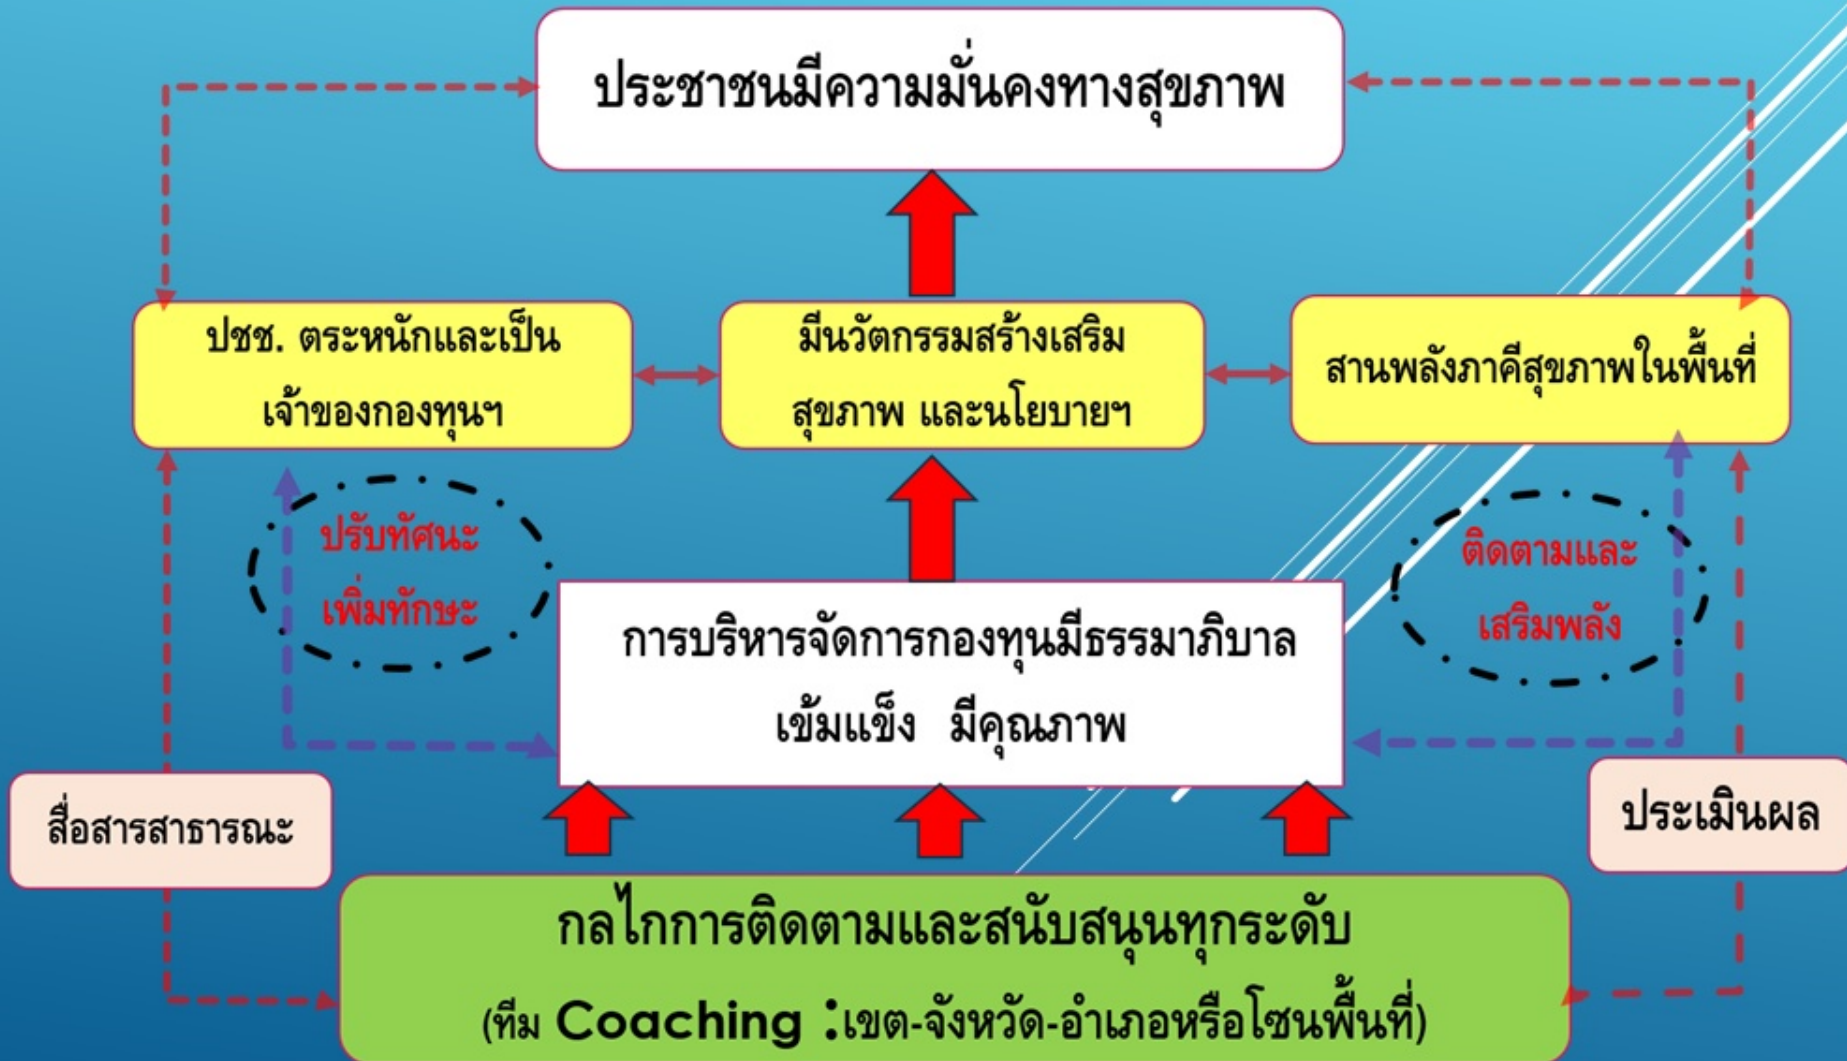 ประชาชนมีความมั่นคงทางสุขภาพ
ปชช. ตระหนักและเป็น
เจ้าของกองทุนฯ
มีนวัตกรรมสร้างเสริม
สุขภาพ และนโยบายฯ
สานพลังภาคีสุขภาพในพื้นที่
ปรับทัศนะ
เพิ่มทักษะ
ติดตามและ
เสริมพลัง
การบริหารจัดการกองทุนมีธรรมาภิบาล
เข้มแข็ง มีคุณภาพ
สื่อสารสาธารณะ
ประเมินผล
กลไกการติดตามและสนับสนุนทุกระดับ
(ทีม Coaching :เขต-จังหวัด-อำเภอหรือโซนพื้นที่)